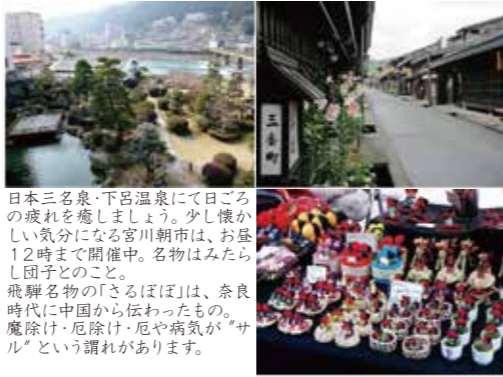 三之町
日本三名泉・下呂温泉にて日ごろ
の疲れを癒しましょう。少し懐か
しい気分になる宮川朝市は、お昼
12時まで開催中。名物はみたら
し団子とのこと。
飛騨名物の「さるぼぼ」は、奈良
時代に中国から伝わったもの。
魔除け・厄除け・厄や病気が〝サ
ル〟という謂れがあります。